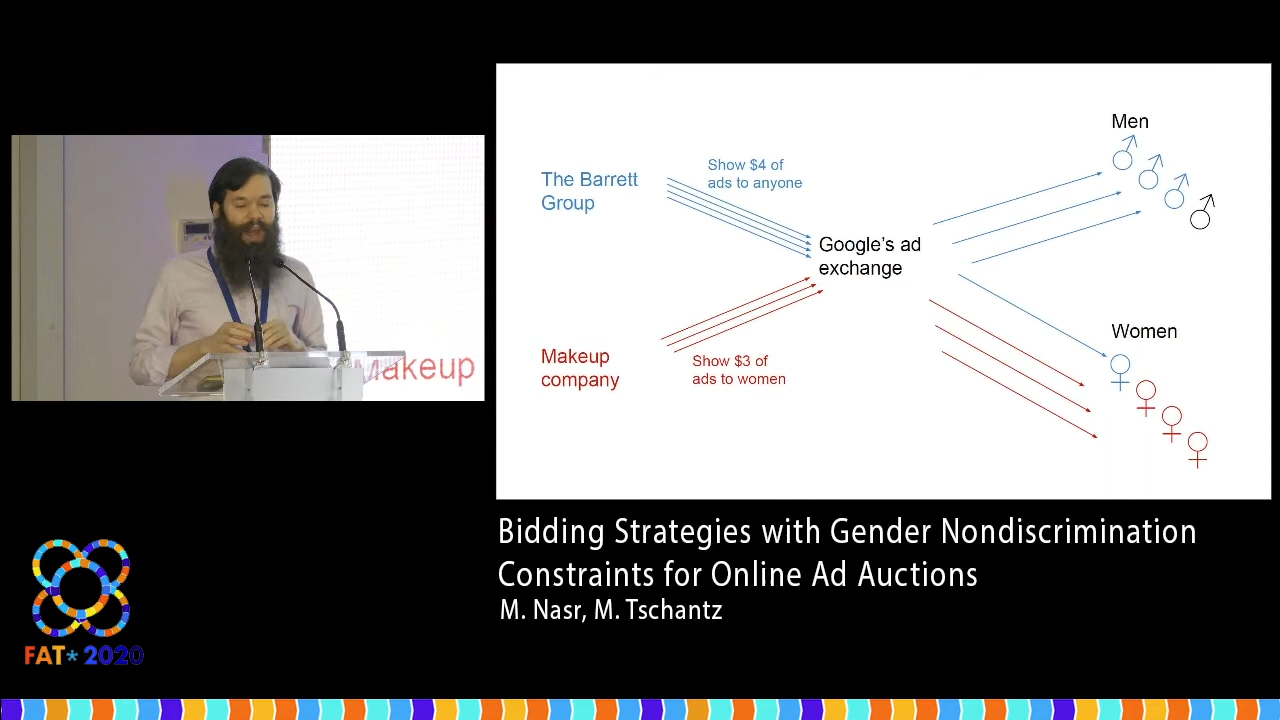 The Barrett
Group
Show $4 of
ads to anyone
Google's ad
exchange
Makeup
company
Show $3 of
ads to women
Men
Women
Makeup
Bidding Strategies with Gender Nondiscrimination
Constraints for Online Ad Auctions
M. Nasr, M. Tschantz
FAT* 2020